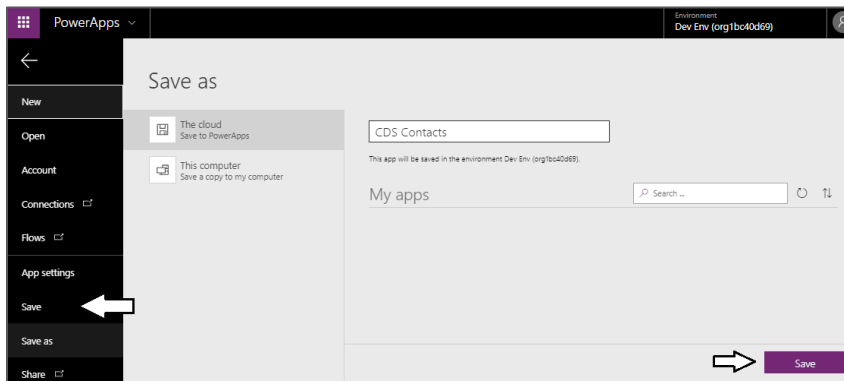 PowerApps
Environment
Dev Env (org1bc40d69)
New
Open
Account
Connections
Flows
App settings
Save
Save as
Share
Save as
The cloud
Save to PowerApps
This computer
Save a copy to my computer
CDS Contacts
This app will be saved in the environment Dev Env (org1bc40d69).
My apps
Search ...
Save